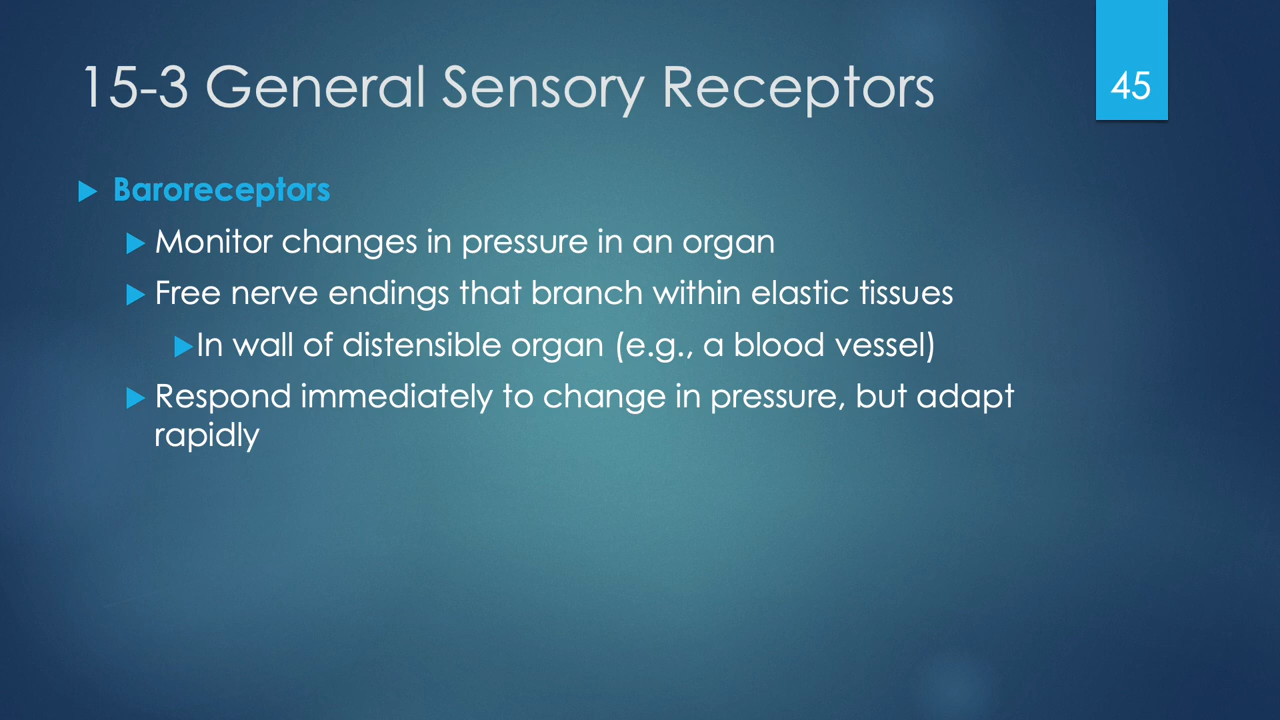 15-3 General Sensory Receptors
45
Baroreceptors
Monitor changes in pressure in an organ
Free nerve endings that branch within elastic tissues
In wall of distensible organ (e.g., a blood vessel)
Respond immediately to change in pressure, but adapt
rapidly